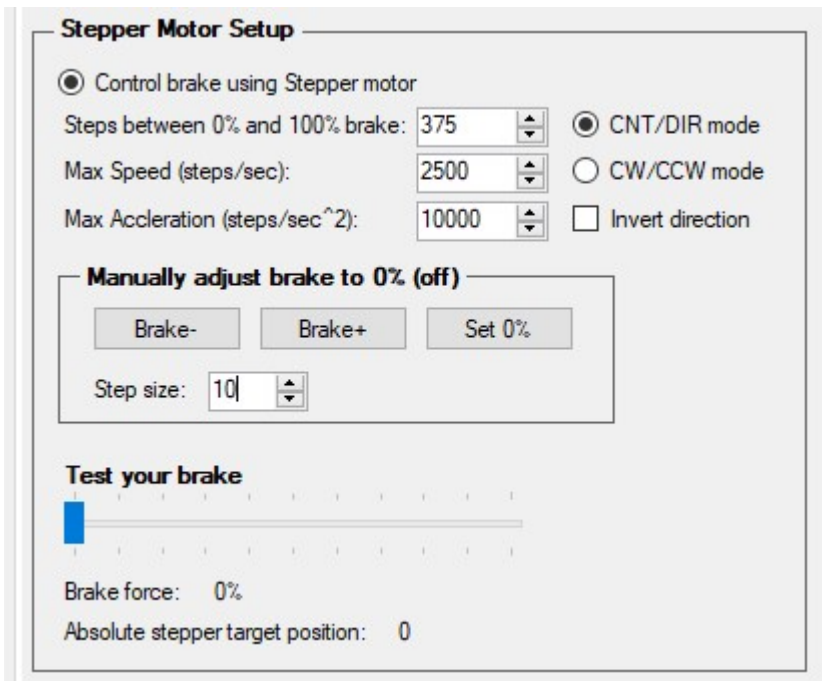 Stepper Motor Setup
Control brake using Stepper motor
Steps between 0% and 100% brake: 375 CNT/DIR mode
Max Speed (steps/sec): 2500 CW/CCW mode
Max Accleration (steps/sec^2): 10000 Invert direction
Manually adjust brake to 0% (off)
Brake- Brake+ Set 0%
Step size: 10
Test your brake
Brake force: 0%
Absolute stepper target position: 0